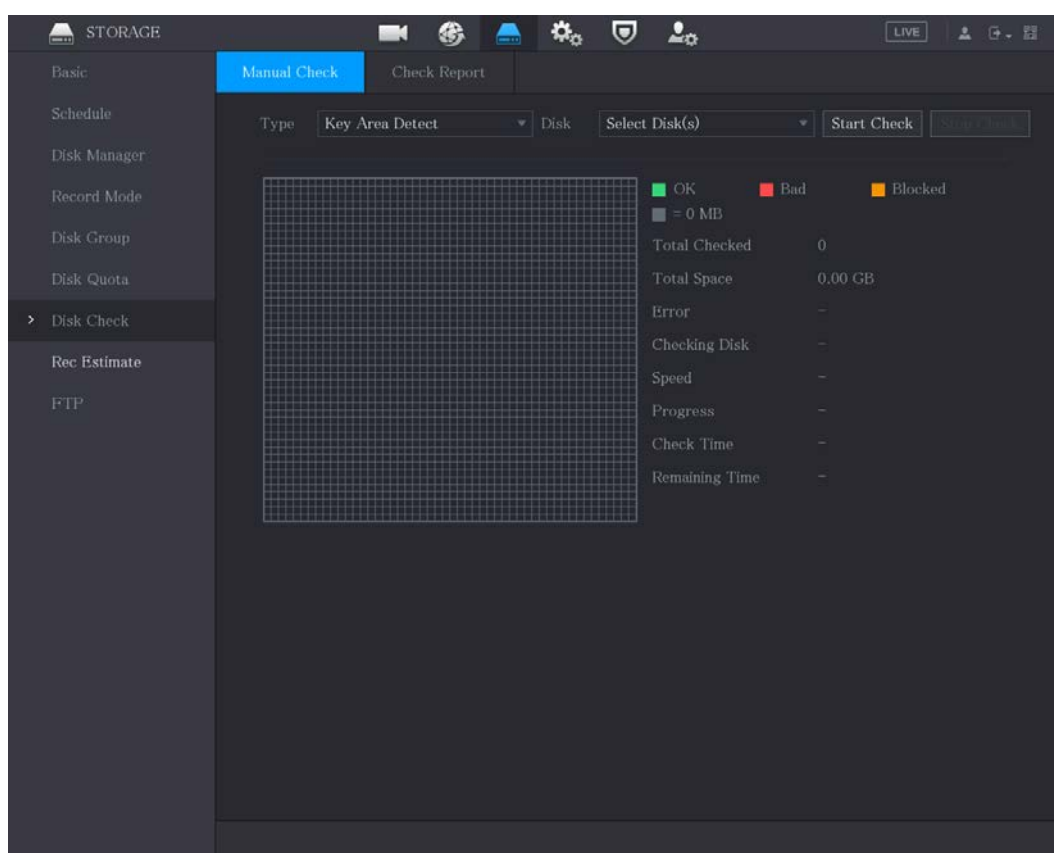 STORAGE
LIVE
Basic
Schedule
Disk Manager
Record Mode
Disk Group
Disk Quota
Disk Check
Rec Estimate
FTP
Manual Check Check Report
Type Key Area Detect Disk Select Disk(s) Start Check Stop Check
OK Bad Blocked
= 0 MB
Total Checked 0
Total Space 0.00 GB
Error -
Checking Disk -
Speed -
Progress -
Check Time -
Remaining Time -